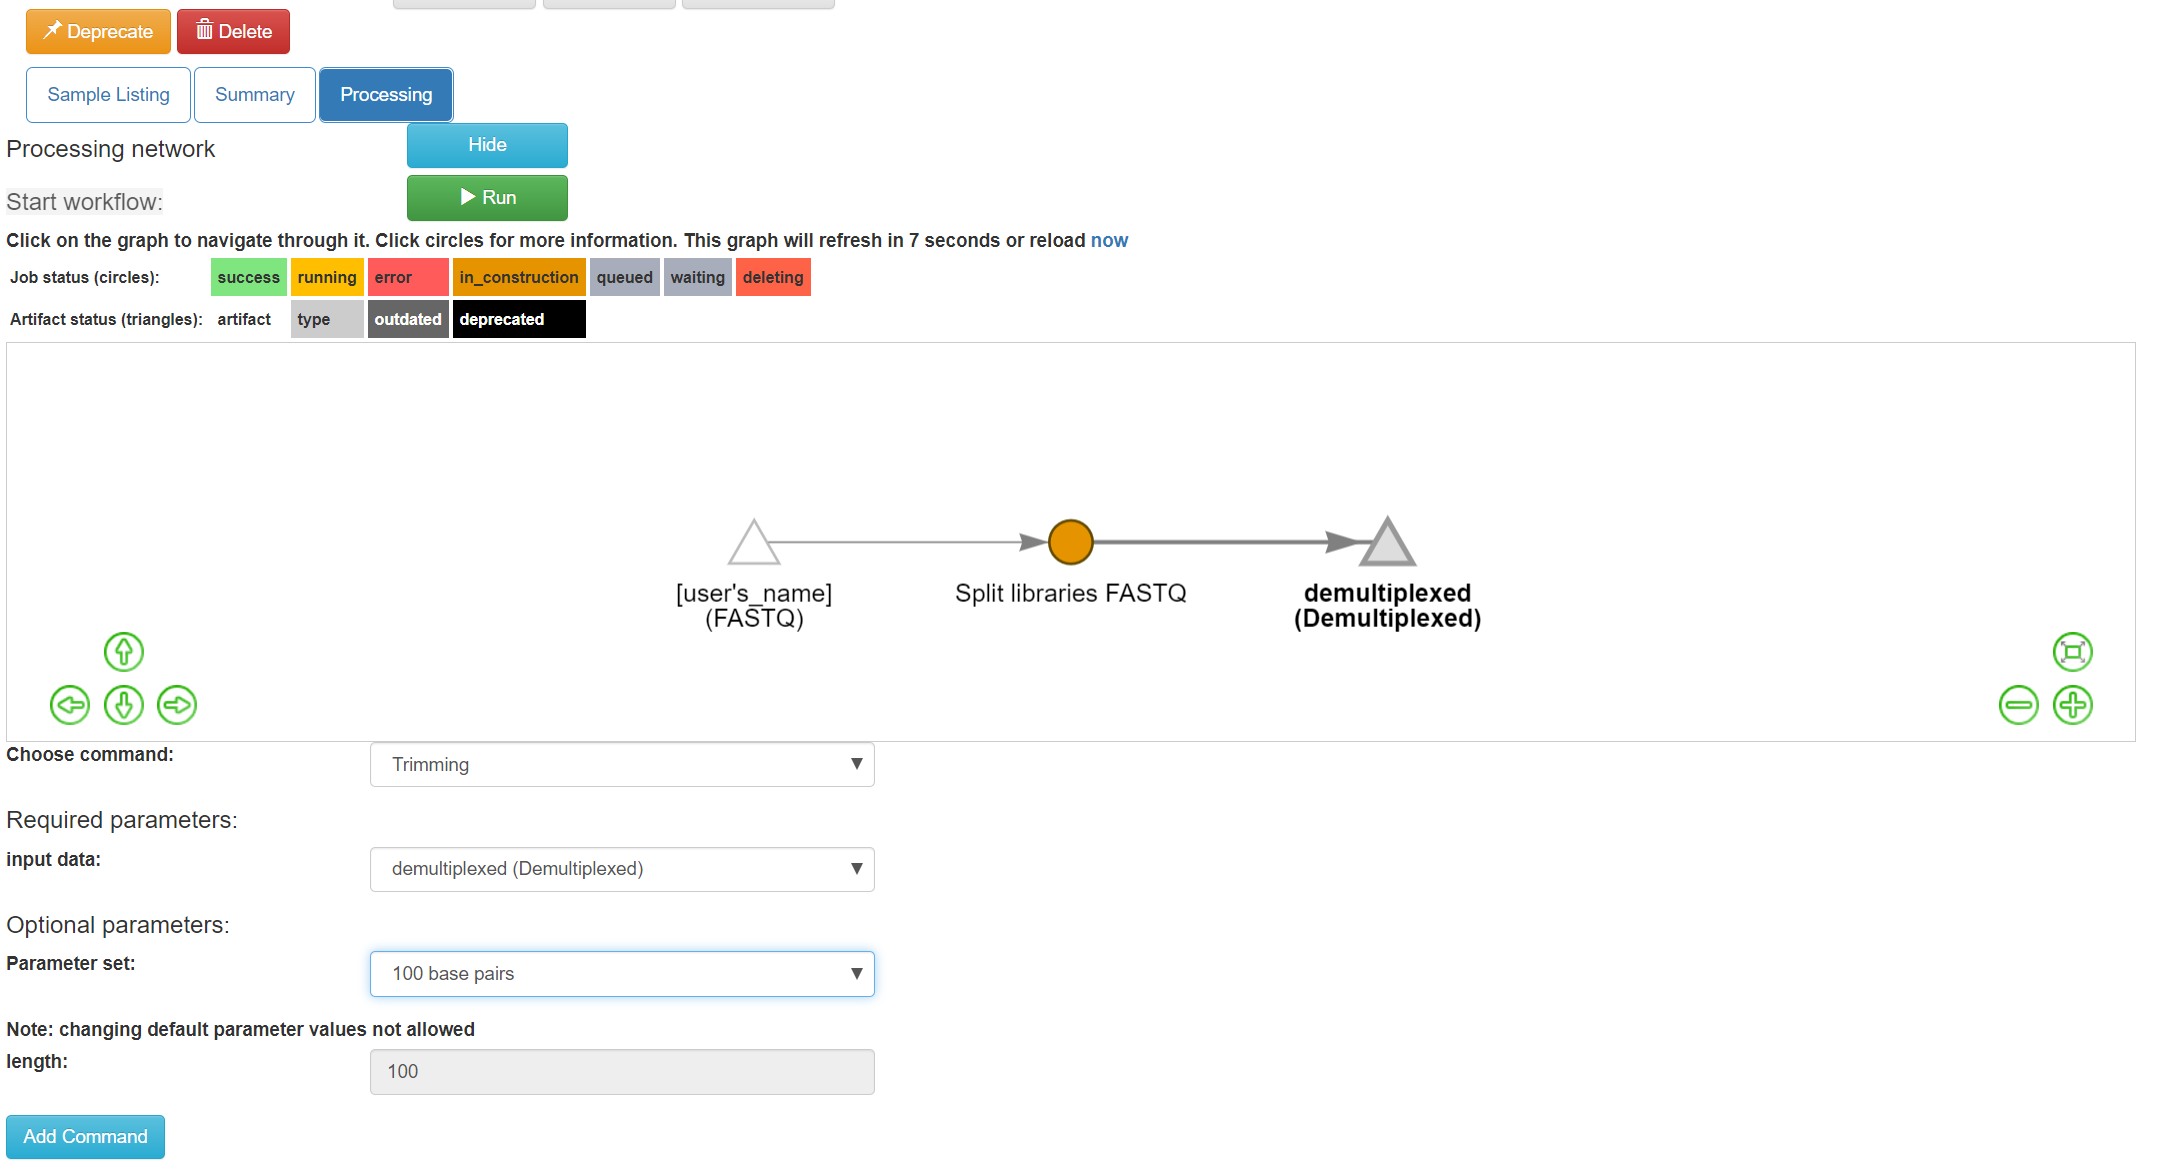 Deprecate Delete
Sample Listing Summary Processing
Processing network Hide
Start workflow: Run
Click on the graph to navigate through it. Click circles for more information. This graph will refresh in 7 seconds or reload now
Job status (circles): success running error in_construction queued waiting deleting
Artifact status (triangles): artifact type outdated deprecated
[user's_name]
(FASTQ)
Split libraries FASTQ
demultiplexed
(Demultiplexed)
Choose command: Trimming
Required parameters:
input data: demultiplexed (Demultiplexed)
Optional parameters:
Parameter set: 100 base pairs
Note: changing default parameter values not allowed
length: 100
Add Command